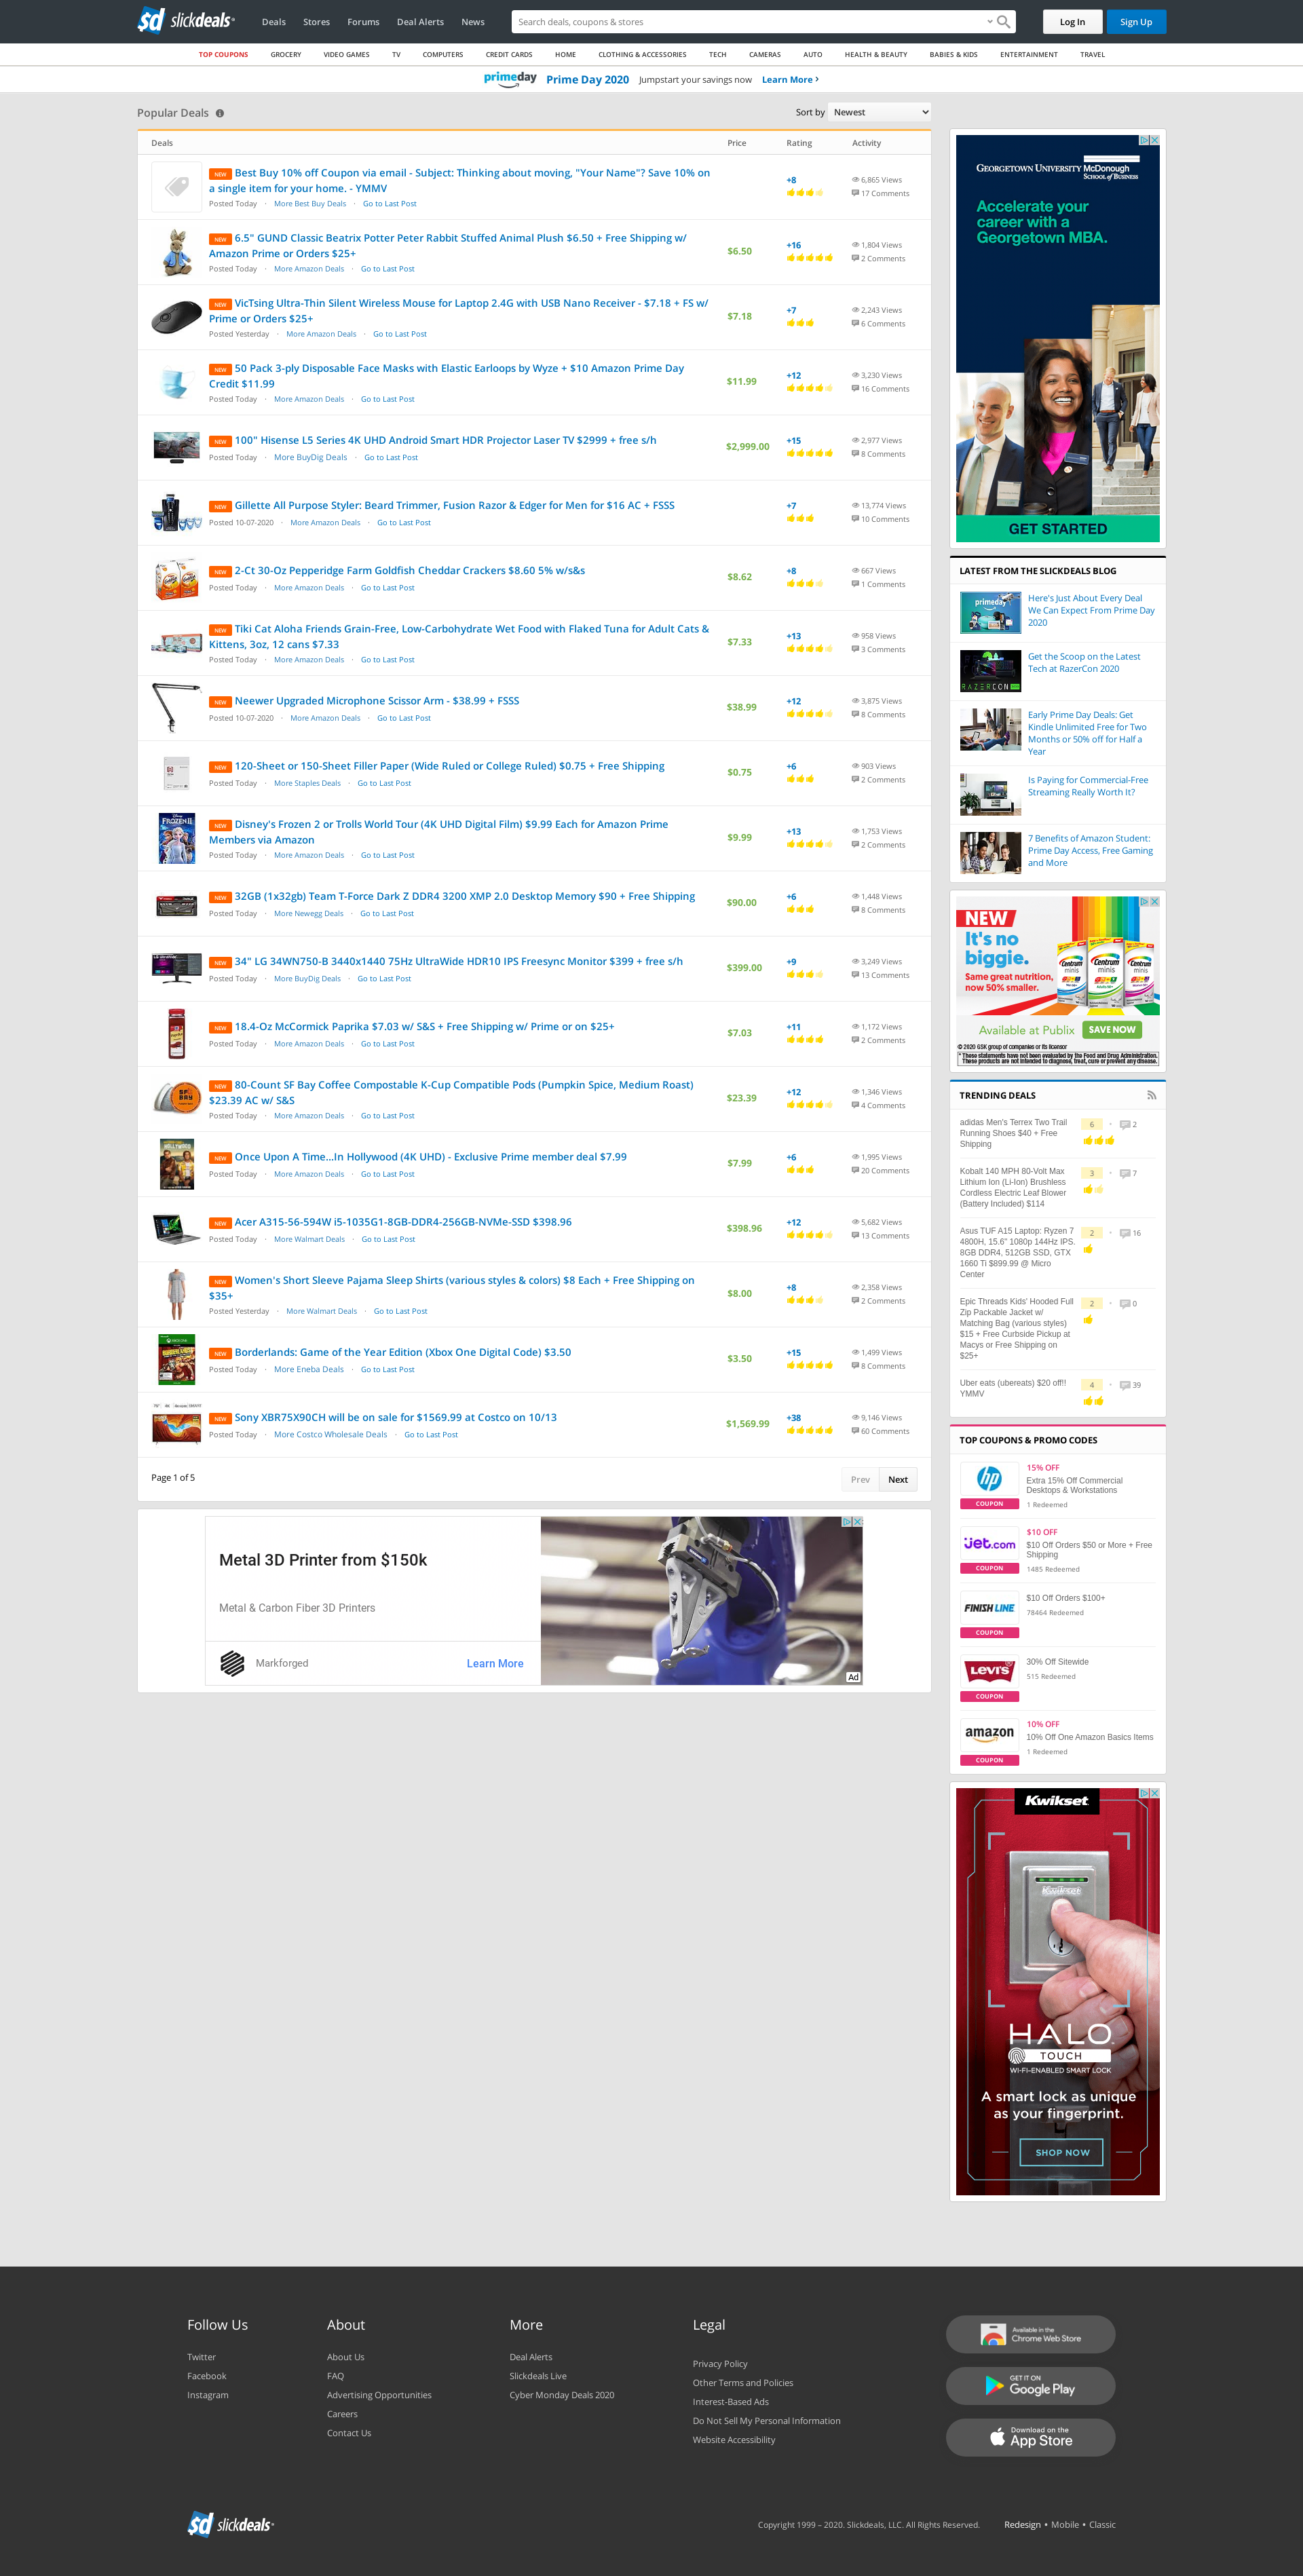 sd slickdeals
Deals Stores Forums Deal Alerts News
Search deals, coupons & stores
Log In
Sign Up
TOP COUPONS GROCERY VIDEO GAMES TV COMPUTERS CREDIT CARDS HOME CLOTHING & ACCESSORIES TECH CAMERAS AUTO HEALTH & BEAUTY BABIES & KIDS ENTERTAINMENT TRAVEL
primeday Prime Day 2020 Jumpstart your savings now Learn More ›
Popular Deals
Sort by Newest
Deals Price Rating Activity
NEW Best Buy 10% off Coupon via email - Subject: Thinking about moving, "Your Name"? Save 10% on
a single item for your home. - YMMV
Posted Today · More Best Buy Deals · Go to Last Post
+8
6,865 Views
17 Comments
NEW 6.5" GUND Classic Beatrix Potter Peter Rabbit Stuffed Animal Plush $6.50 + Free Shipping w/
Amazon Prime or Orders $25+
Posted Today · More Amazon Deals · Go to Last Post
$6.50
+16
1,804 Views
2 Comments
NEW VicTsing Ultra-Thin Silent Wireless Mouse for Laptop 2.4G with USB Nano Receiver - $7.18 + FS w/
Prime or Orders $25+
Posted Yesterday · More Amazon Deals · Go to Last Post
$7.18
+7
2,243 Views
6 Comments
NEW 50 Pack 3-ply Disposable Face Masks with Elastic Earloops by Wyze + $10 Amazon Prime Day
Credit $11.99
Posted Today · More Amazon Deals · Go to Last Post
$11.99
+12
3,230 Views
16 Comments
NEW 100" Hisense L5 Series 4K UHD Android Smart HDR Projector Laser TV $2999 + free s/h
Posted Today · More BuyDig Deals · Go to Last Post
$2,999.00
+15
2,977 Views
8 Comments
NEW Gillette All Purpose Styler: Beard Trimmer, Fusion Razor & Edger for Men for $16 AC + FSSS
Posted 10-07-2020 · More Amazon Deals · Go to Last Post
+7
13,774 Views
10 Comments
NEW 2-Ct 30-Oz Pepperidge Farm Goldfish Cheddar Crackers $8.60 5% w/s&s
Posted Today · More Amazon Deals · Go to Last Post
$8.62
+8
667 Views
1 Comments
NEW Tiki Cat Aloha Friends Grain-Free, Low-Carbohydrate Wet Food with Flaked Tuna for Adult Cats &
Kittens, 3oz, 12 cans $7.33
Posted Today · More Amazon Deals · Go to Last Post
$7.33
+13
958 Views
3 Comments
NEW Neewer Upgraded Microphone Scissor Arm - $38.99 + FSSS
Posted 10-07-2020 · More Amazon Deals · Go to Last Post
$38.99
+12
3,875 Views
8 Comments
NEW 120-Sheet or 150-Sheet Filler Paper (Wide Ruled or College Ruled) $0.75 + Free Shipping
Posted Today · More Staples Deals · Go to Last Post
$0.75
+6
903 Views
2 Comments
FROZEN II
NEW Disney's Frozen 2 or Trolls World Tour (4K UHD Digital Film) $9.99 Each for Amazon Prime
Members via Amazon
Posted Today · More Amazon Deals · Go to Last Post
$9.99
+13
1,753 Views
2 Comments
NEW 32GB (1x32gb) Team T-Force Dark Z DDR4 3200 XMP 2.0 Desktop Memory $90 + Free Shipping
Posted Today · More Newegg Deals · Go to Last Post
$90.00
+6
1,448 Views
8 Comments
NEW 34" LG 34WN750-B 3440x1440 75Hz UltraWide HDR10 IPS Freesync Monitor $399 + free s/h
Posted Today · More BuyDig Deals · Go to Last Post
$399.00
+9
3,249 Views
13 Comments
NEW 18.4-Oz McCormick Paprika $7.03 w/ S&S + Free Shipping w/ Prime or on $25+
Posted Today · More Amazon Deals · Go to Last Post
$7.03
+11
1,172 Views
2 Comments
SF BAY
NEW 80-Count SF Bay Coffee Compostable K-Cup Compatible Pods (Pumpkin Spice, Medium Roast)
$23.39 AC w/ S&S
Posted Today · More Amazon Deals · Go to Last Post
$23.39
+12
1,346 Views
4 Comments
HOLLYWOOD
NEW Once Upon A Time...In Hollywood (4K UHD) - Exclusive Prime member deal $7.99
Posted Today · More Amazon Deals · Go to Last Post
$7.99
+6
1,995 Views
20 Comments
NEW Acer A315-56-594W i5-1035G1-8GB-DDR4-256GB-NVMe-SSD $398.96
Posted Today · More Walmart Deals · Go to Last Post
$398.96
+12
5,682 Views
13 Comments
NEW Women's Short Sleeve Pajama Sleep Shirts (various styles & colors) $8 Each + Free Shipping on
$35+
Posted Yesterday · More Walmart Deals · Go to Last Post
$8.00
+8
2,358 Views
2 Comments
NEW Borderlands: Game of the Year Edition (Xbox One Digital Code) $3.50
Posted Today · More Eneba Deals · Go to Last Post
$3.50
+15
1,499 Views
8 Comments
NEW Sony XBR75X90CH will be on sale for $1569.99 at Costco on 10/13
Posted Today · More Costco Wholesale Deals · Go to Last Post
$1,569.99
+38
9,146 Views
60 Comments
Page 1 of 5
Prev Next
Metal 3D Printer from $150k
Metal & Carbon Fiber 3D Printers
Markforged
Learn More
Ad
GEORGETOWN UNIVERSITY McDonough
SCHOOL of BUSINESS
Accelerate your
career with a
Georgetown MBA.
GET STARTED
LATEST FROM THE SLICKDEALS BLOG
primeday
Here's Just About Every Deal
We Can Expect From Prime Day
2020
RAZERCON
Get the Scoop on the Latest
Tech at RazerCon 2020
Early Prime Day Deals: Get
Kindle Unlimited Free for Two
Months or 50% off for Half a
Year
Is Paying for Commercial-Free
Streaming Really Worth It?
7 Benefits of Amazon Student:
Prime Day Access, Free Gaming
and More
NEW
It's no
biggie.
Same great nutrition,
now 50% smaller.
Centrum minis
Centrum minis
Centrum minis
Available at Publix
SAVE NOW
© 2020 GSK group of companies or its licensor
* These statements have not been evaluated by the Food and Drug Administration.
These products are not intended to diagnose, treat, cure or prevent any disease.
TRENDING DEALS
adidas Men's Terrex Two Trail
Running Shoes $40 + Free
Shipping
6 · 2
Kobalt 140 MPH 80-Volt Max
Lithium Ion (Li-Ion) Brushless
Cordless Electric Leaf Blower
(Battery Included) $114
3 · 7
Asus TUF A15 Laptop: Ryzen 7
4800H, 15.6" 1080p 144Hz IPS.
8GB DDR4, 512GB SSD, GTX
1660 Ti $899.99 @ Micro
Center
2 · 16
Epic Threads Kids' Hooded Full
Zip Packable Jacket w/
Matching Bag (various styles)
$15 + Free Curbside Pickup at
Macys or Free Shipping on
$25+
2 · 0
Uber eats (ubereats) $20 off!!
YMMV
4 · 39
TOP COUPONS & PROMO CODES
hp
COUPON
15% OFF
Extra 15% Off Commercial
Desktops & Workstations
1 Redeemed
jet.com
COUPON
$10 OFF
$10 Off Orders $50 or More + Free
Shipping
1485 Redeemed
FINISH LINE
COUPON
$10 Off Orders $100+
78464 Redeemed
LEVI'S
COUPON
30% Off Sitewide
515 Redeemed
amazon
COUPON
10% OFF
10% Off One Amazon Basics Items
1 Redeemed
Kwikset
Kwikset
HALO
TOUCH
WI-FI-ENABLED SMART LOCK
A smart lock as unique
as your fingerprint.
SHOP NOW
Follow Us
Twitter
Facebook
Instagram
About
About Us
FAQ
Advertising Opportunities
Careers
Contact Us
More
Deal Alerts
Slickdeals Live
Cyber Monday Deals 2020
Legal
Privacy Policy
Other Terms and Policies
Interest-Based Ads
Do Not Sell My Personal Information
Website Accessibility
Available in the
Chrome Web Store
GET IT ON
Google Play
Download on the
App Store
sd slickdeals
Copyright 1999 – 2020. Slickdeals, LLC. All Rights Reserved.
Redesign • Mobile • Classic